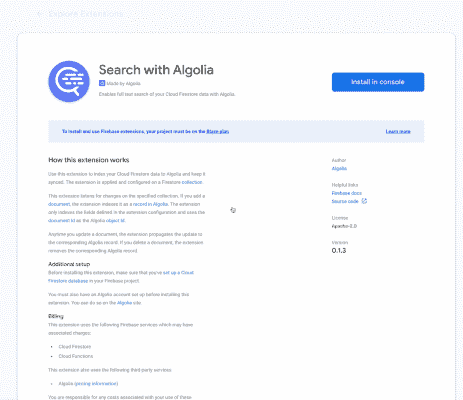 ← Explore Extensions
Search with Algolia
Made by Algolia
Enables full text search of your Cloud Firestore data with Algolia.
Install in console
To install and use Firebase extensions, your project must be on the Blaze plan
Learn more
How this extension works
Use this extension to index your Cloud Firestore data to Algolia and keep it
synced. The extension is applied and configured on a Firestore collection.
This extension listens for changes on the specified collection. If you add a
document, the extension indexes it as a record in Algolia. The extension
only indexes the fields defined in the extension configuration and uses the
document Id as the Algolia object Id.
Anytime you update a document, the extension propagates the update to
the corresponding Algolia record. If you delete a document, the extension
removes the corresponding Algolia record.
Additional setup
Before installing this extension, make sure that you've set up a Cloud
Firestore database in your Firebase project.
You must also have an Algolia account set up before installing this
extension. You can do so on the Algolia site.
Billing
This extension uses the following Firebase services which may have
associated charges:
• Cloud Firestore
• Cloud Functions
This extension also uses the following third party services:
• Algolia (pricing information)
You are responsible for any costs associated with your use of these
Author
Algolia
Helpful links
Firebase docs
Source code
License
Apache-2.0
Version
0.1.3